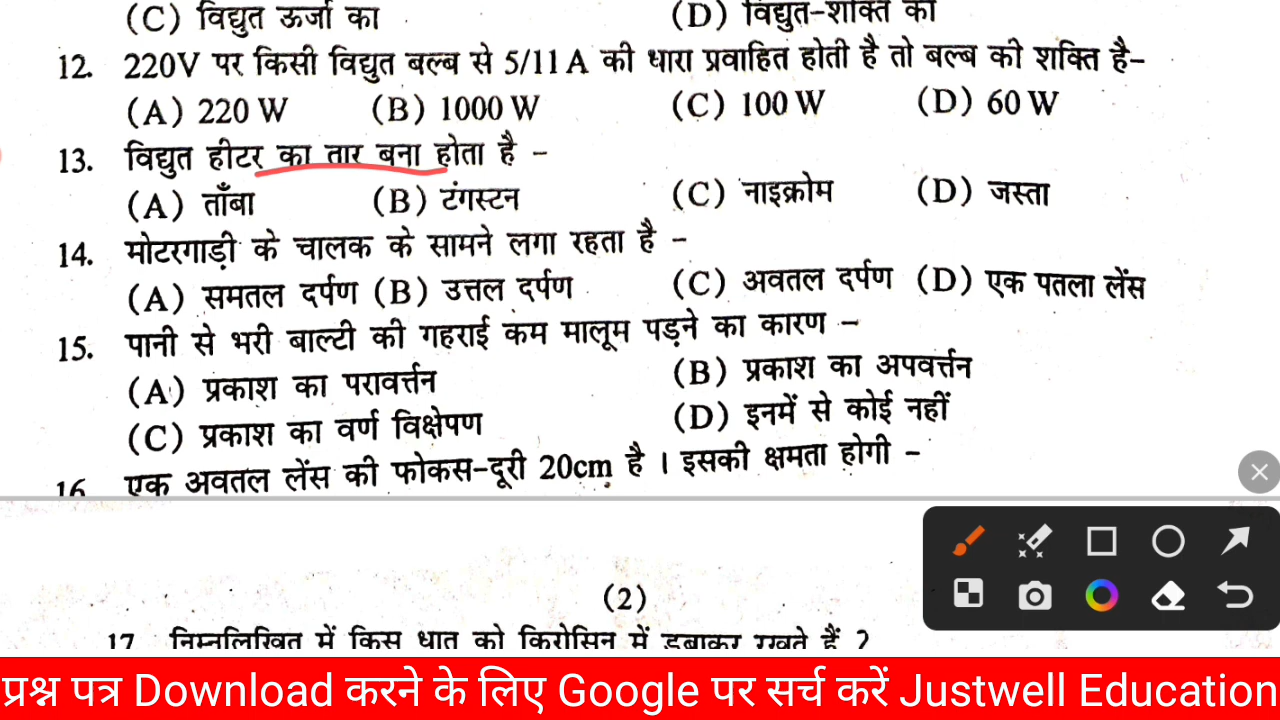 (C) विद्युत ऊर्जा का (D) विद्युत-शक्ति का
12. 220V पर किसी विद्युत बल्ब से 5/11 A की धारा प्रवाहित होती है तो बल्ब की शक्ति है-
(A) 220 W (B) 1000 W (C) 100 W (D) 60 W
13. विद्युत हीटर का तार बना होता है -
(A) ताँबा (B) टंगस्टन (C) नाइक्रोम (D) जस्ता
14. मोटरगाड़ी के चालक के सामने लगा रहता है -
(A) समतल दर्पण (B) उत्तल दर्पण (C) अवतल दर्पण (D) एक पतला लेंस
15. पानी से भरी बाल्टी की गहराई कम मालूम पड़ने का कारण -
(A) प्रकाश का परावर्त्तन (B) प्रकाश का अपवर्त्तन
(C) प्रकाश का वर्ण विक्षेपण (D) इनमें से कोई नहीं
16 एक अवतल लेंस की फोकस-दूरी 20cm है । इसकी क्षमता होगी -
(2)
17 निम्नलिखित में किस धातु को किरोसिन में डुबाकर रखते हैं ?
प्रश्न पत्र Download करने के लिए Google पर सर्च करें Justwell Education